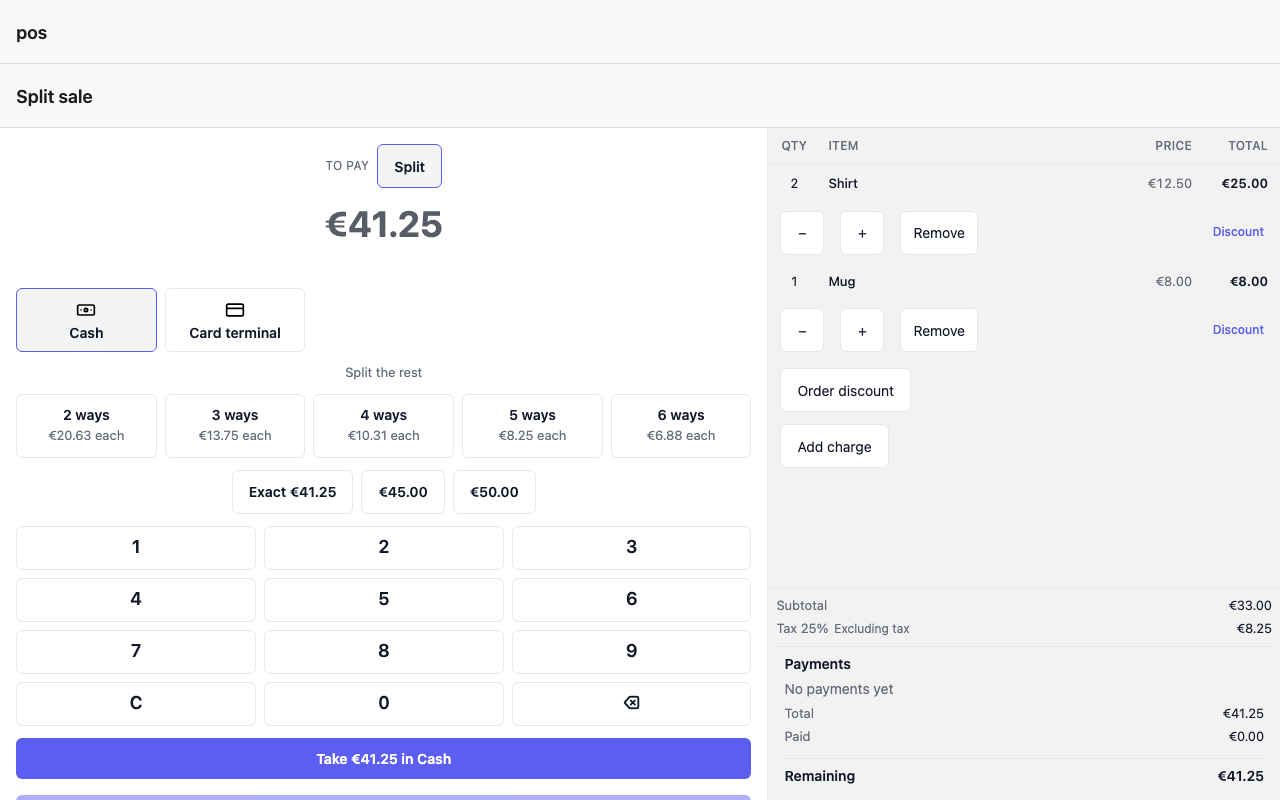 pos
Split sale
TO PAY
Split
€41.25
Cash
Card terminal
Split the rest
2 ways
€20.63 each
3 ways
€13.75 each
4 ways
€10.31 each
5 ways
€8.25 each
6 ways
€6.88 each
Exact €41.25
€45.00
€50.00
1
2
3
4
5
6
7
8
9
C
0
Take €41.25 in Cash
QTY ITEM PRICE TOTAL
2 Shirt €12.50 €25.00
− + Remove Discount
1 Mug €8.00 €8.00
− + Remove Discount
Order discount
Add charge
Subtotal €33.00
Tax 25% Excluding tax €8.25
Payments
No payments yet
Total €41.25
Paid €0.00
Remaining €41.25